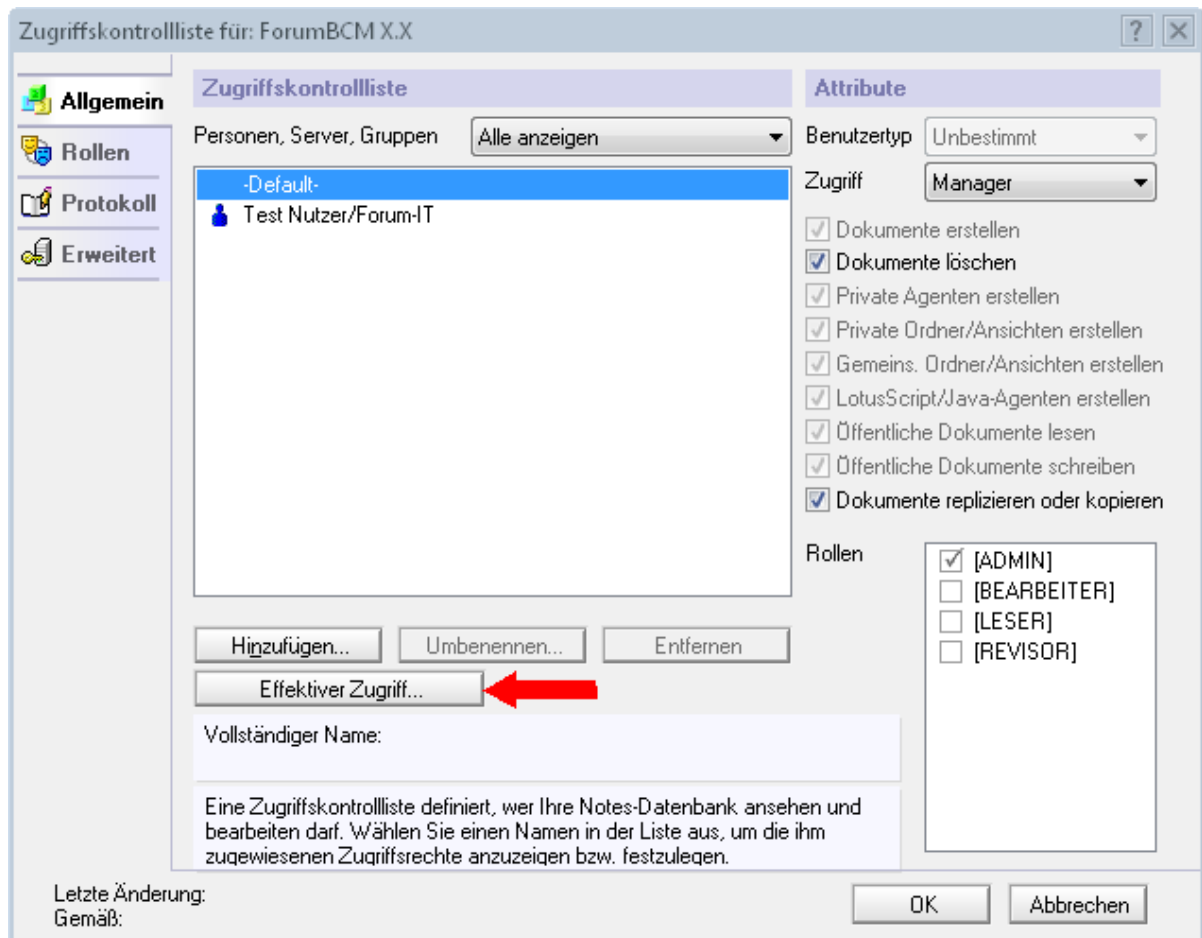 Zugriffskontrollliste für: ForumBCM X.X
Allgemein
Rollen
Protokoll
Erweitert
Zugriffskontrollliste
Personen, Server, Gruppen Alle anzeigen
-Default-
Test Nutzer/Forum-IT
Hinzufügen... Umbenennen... Entfernen
Effektiver Zugriff...
Vollständiger Name:
Eine Zugriffskontrollliste definiert, wer Ihre Notes-Datenbank ansehen und
bearbeiten darf. Wählen Sie einen Namen in der Liste aus, um die ihm
zugewiesenen Zugriffsrechte anzuzeigen bzw. festzulegen.
Attribute
Benutzertyp Unbestimmt
Zugriff Manager
Dokumente erstellen
Dokumente löschen
Private Agenten erstellen
Private Ordner/Ansichten erstellen
Gemeins. Ordner/Ansichten erstellen
LotusScript/Java-Agenten erstellen
Öffentliche Dokumente lesen
Öffentliche Dokumente schreiben
Dokumente replizieren oder kopieren
Rollen
[ADMIN]
[BEARBEITER]
[LESER]
[REVISOR]
Letzte Änderung:
Gemäß:
OK Abbrechen